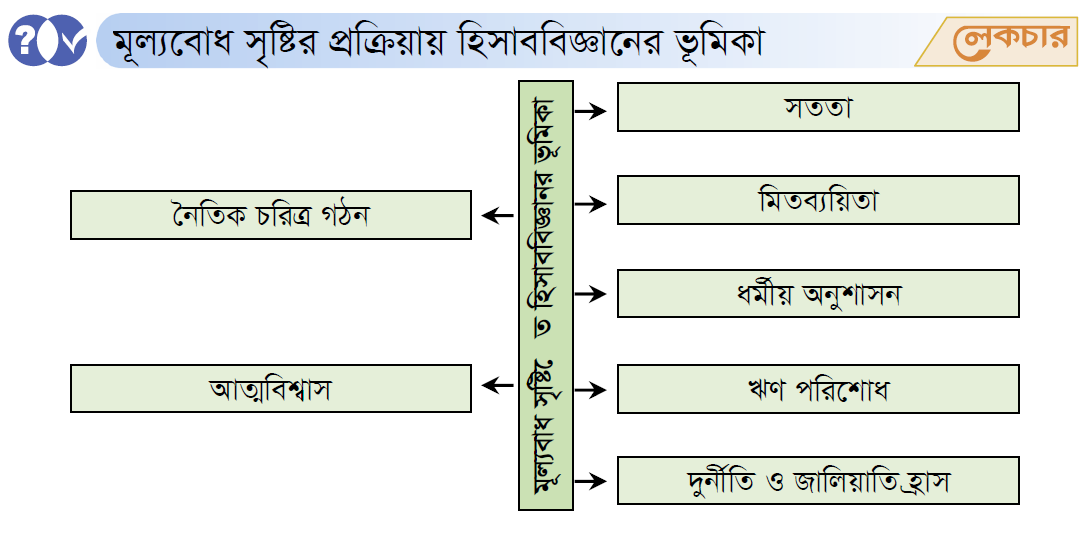 মূল্যবোধ সৃষ্টির প্রক্রিয়ায় হিসাববিজ্ঞানের ভূমিকা
লেকচার
সততা
মিতব্যয়িতা
নৈতিক চরিত্র গঠন
ধর্মীয় অনুশাসন
মূল্যবোধ সৃষ্টিতে হিসাববিজ্ঞানের ভূমিকা
আত্মবিশ্বাস
ঋণ পরিশোধ
দুর্নীতি ও জালিয়াতি হ্রাস